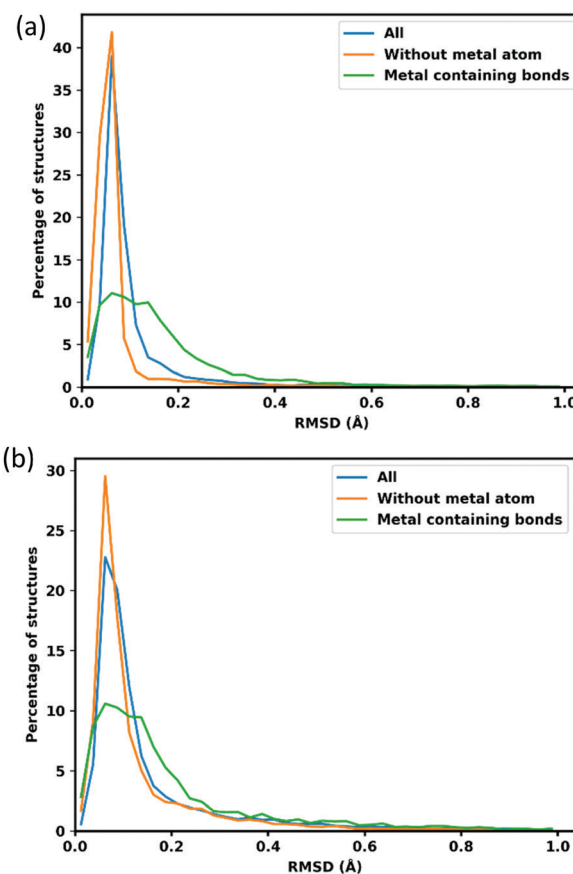 (a)
All
Without metal atom
Metal containing bonds
Percentage of structures
40
35
30
25
20
15
10
5
0
0.0 0.2 0.4 0.6 0.8 1.0
RMSD (Å)
(b)
All
Without metal atom
Metal containing bonds
Percentage of structures
30
25
20
15
10
5
0
0.0 0.2 0.4 0.6 0.8 1.0
RMSD (Å)